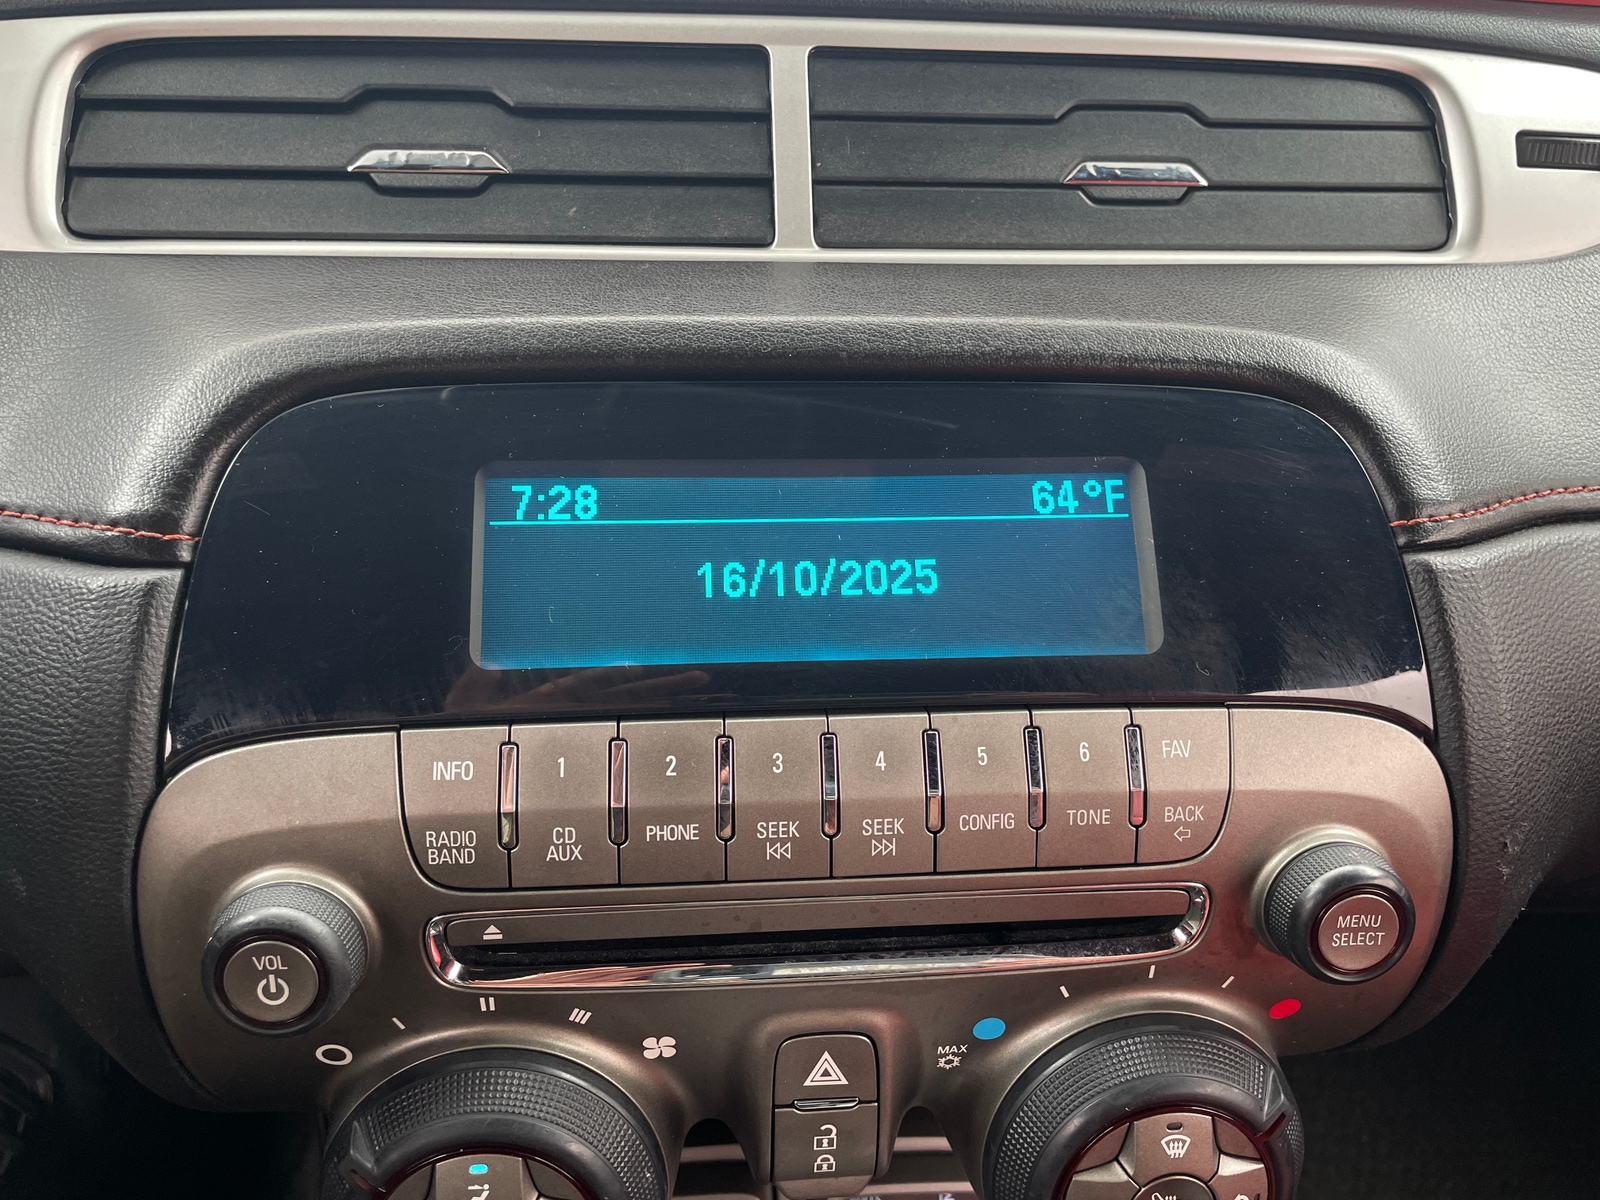 7:28 64°F
16/10/2025
INFO 1 2 3 4 5 6 FAV
RADIO BAND
CD AUX
PHONE
SEEK
SEEK
CONFIG
TONE
BACK
VOL
MENU
SELECT
MAX